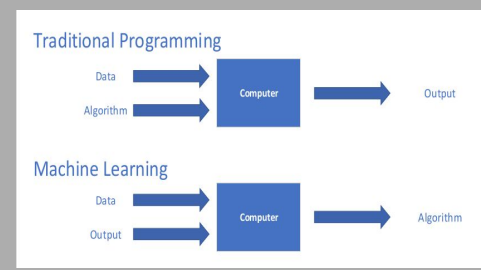 Traditional Programming
Data
Algorithm
Computer
Output
Machine Learning
Data
Output
Computer
Algorithm